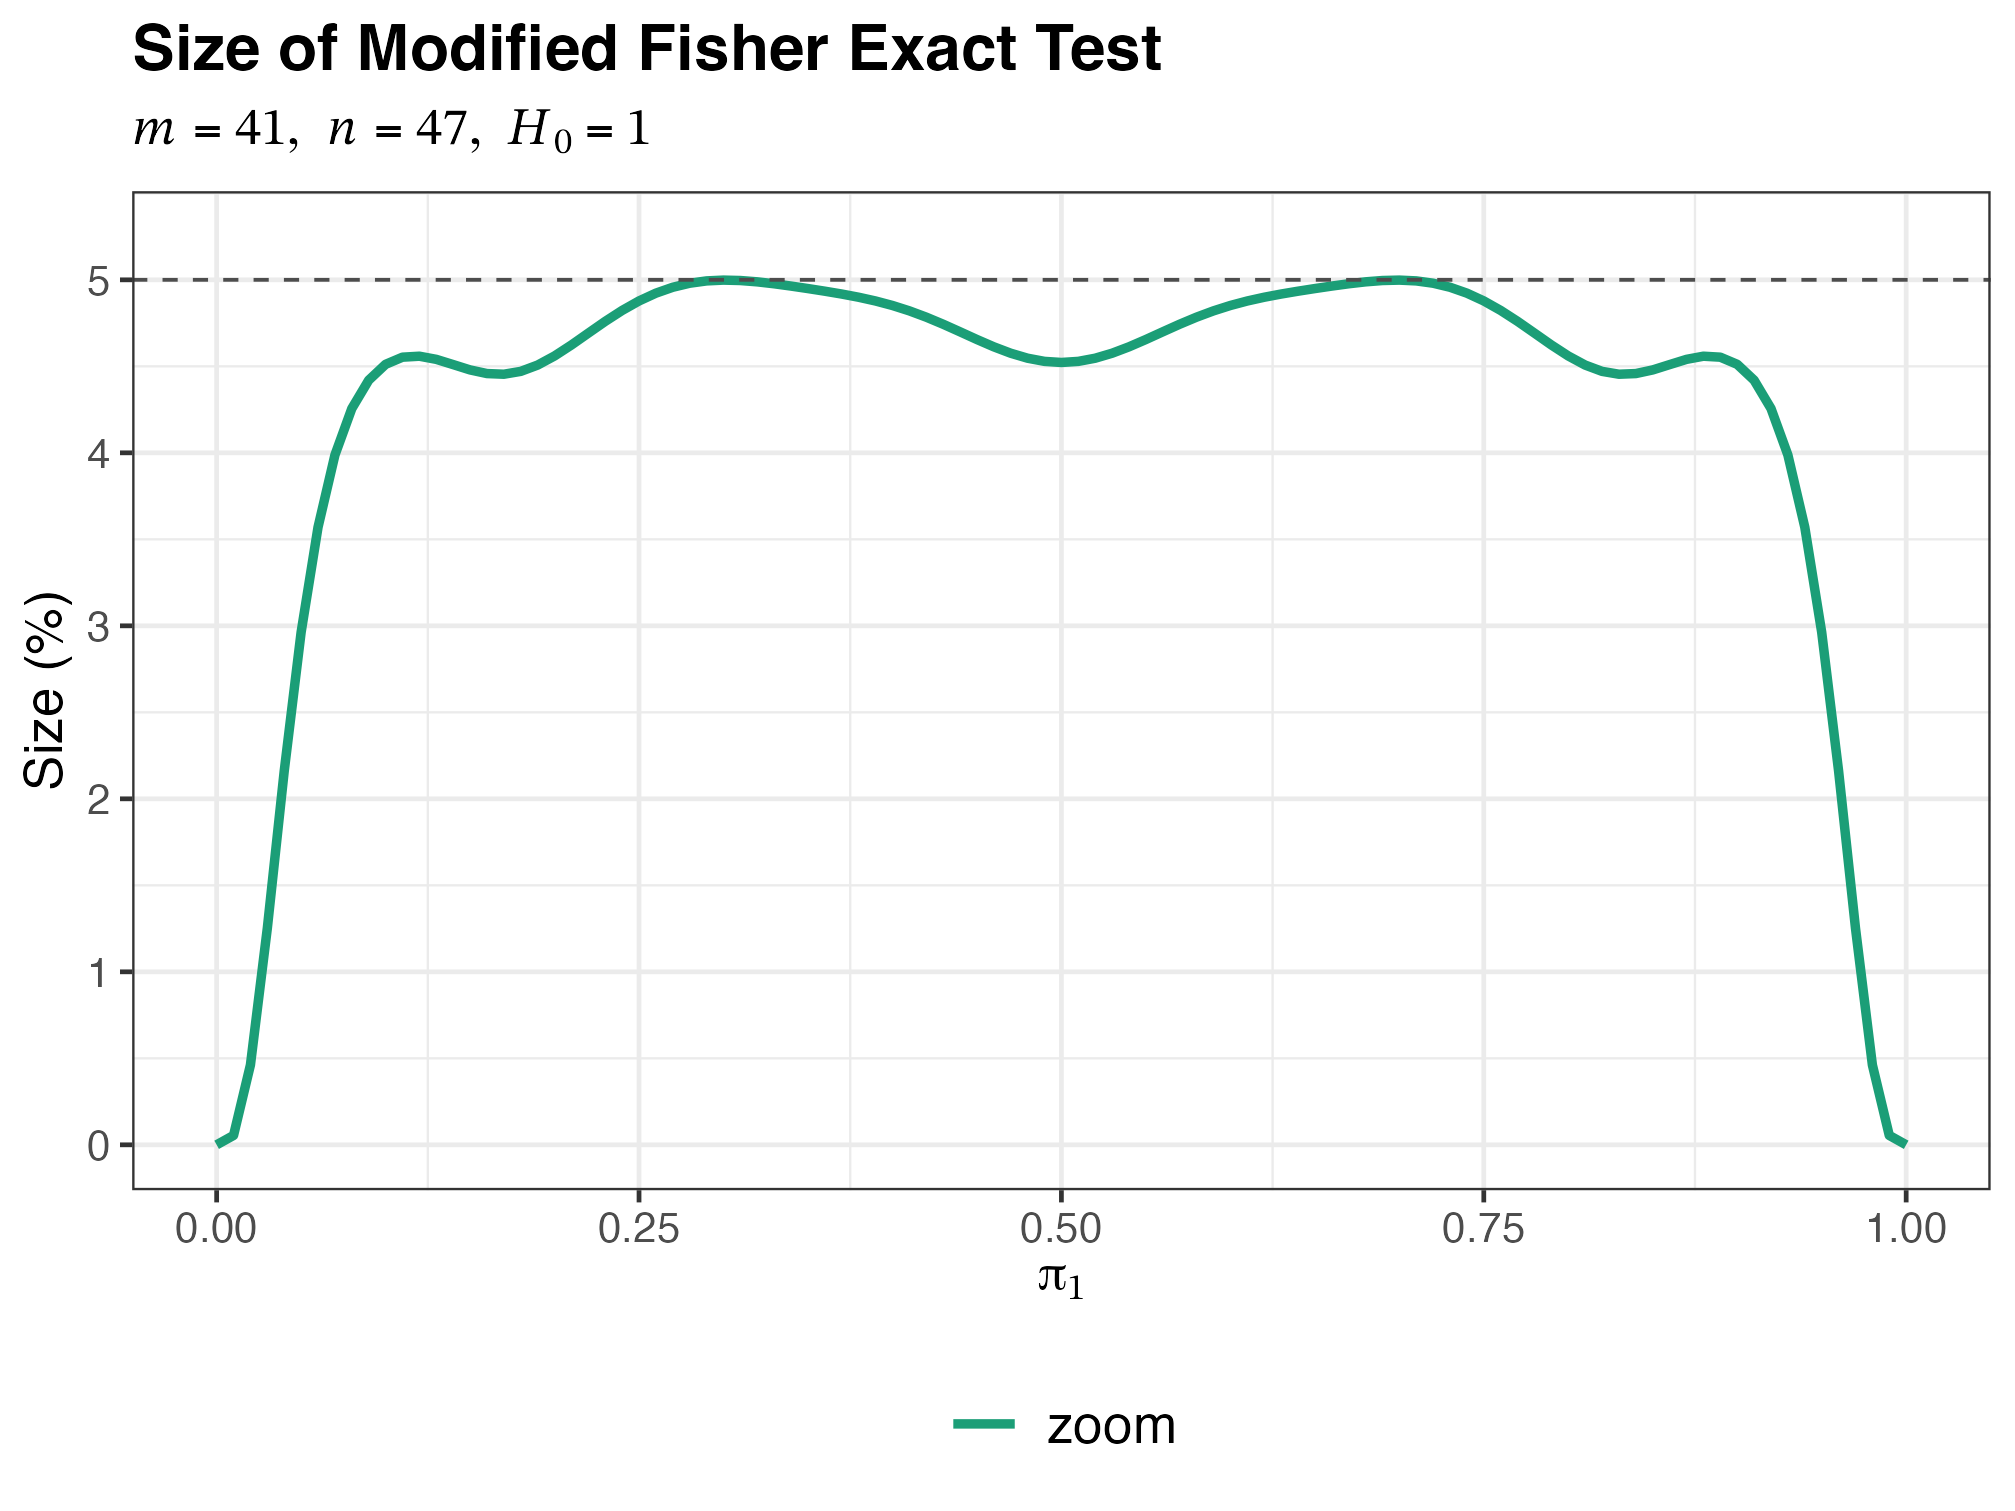 Size of Modified Fisher Exact Test
m = 41, n = 47, H₀ = 1
Size (%)
5
4
3
2
1
0
0.00 0.25 0.50 0.75 1.00
π₁
zoom